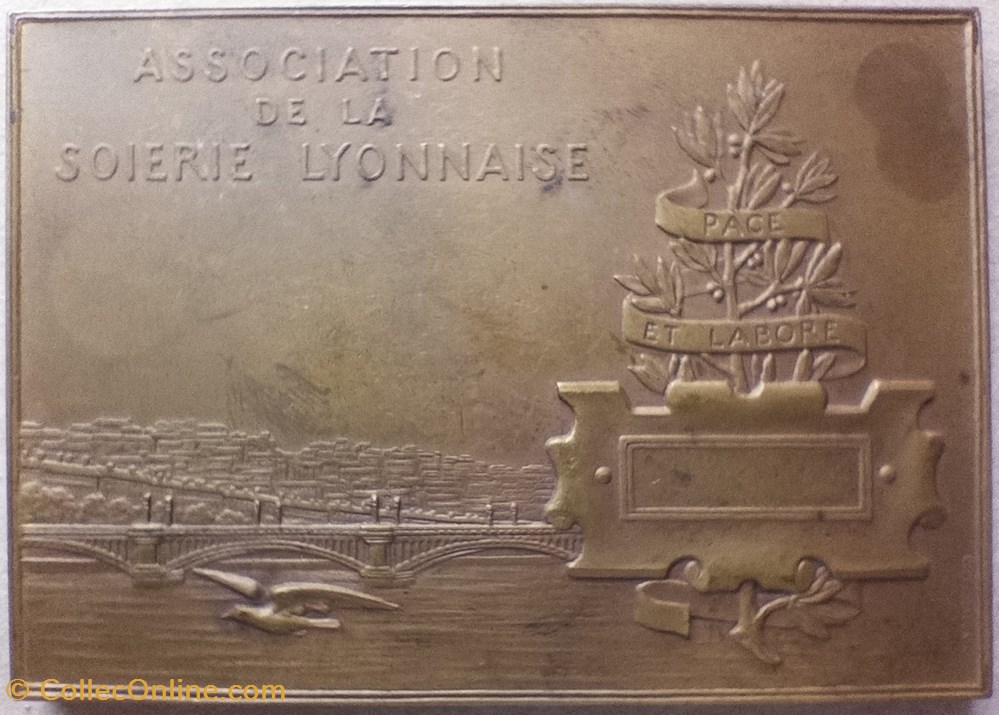 ASSOCIATION
DE LA
SOIERIE LYONNAISE
PACE
ET LABORE
© CollecOnline.com